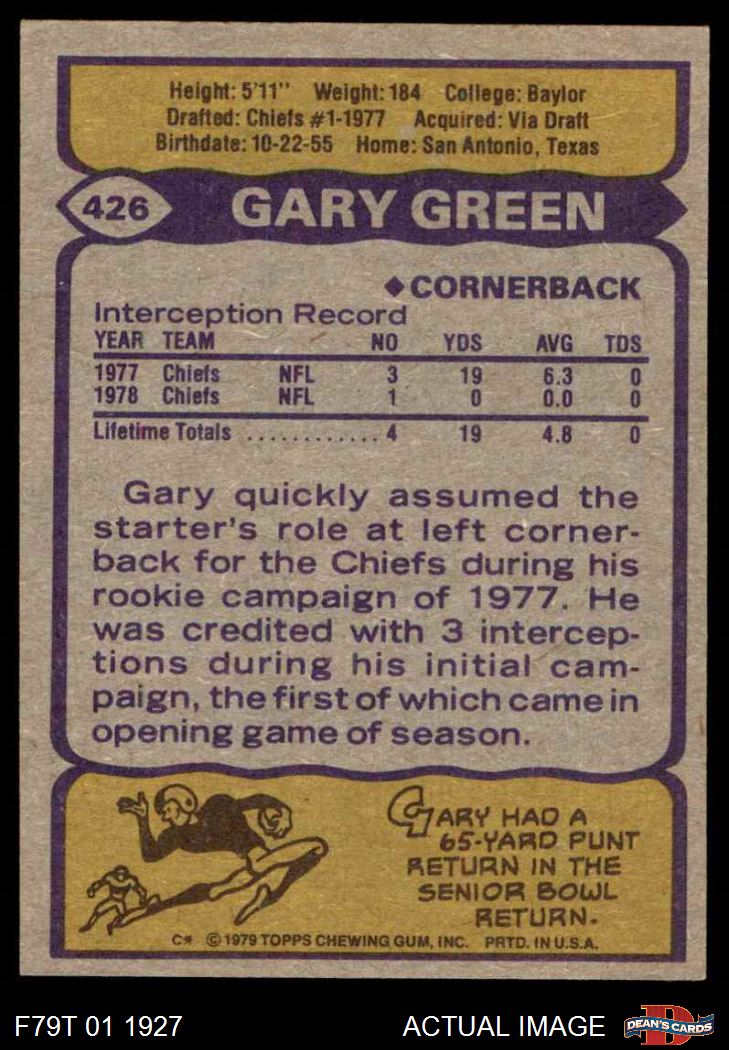 Height: 5'11" Weight: 184 College: Baylor
Drafted: Chiefs #1-1977 Acquired: Via Draft
Birthdate: 10-22-55 Home: San Antonio, Texas
426 GARY GREEN
◆CORNERBACK
Interception Record
YEAR TEAM NO YDS AVG TDS
1977 Chiefs NFL 3 19 6.3 0
1978 Chiefs NFL 1 0 0.0 0
Lifetime Totals ............ 4 19 4.8 0
Gary quickly assumed the
starter's role at left corner-
back for the Chiefs during his
rookie campaign of 1977. He
was credited with 3 intercep-
tions during his initial cam-
paign, the first of which came in
opening game of season.
GARY HAD A
65-YARD PUNT
RETURN IN THE
SENIOR BOWL
RETURN.
C* © 1979 TOPPS CHEWING GUM, INC. PRTD. IN U.S.A.
F79T 01 1927 ACTUAL IMAGE D DEAN'S CARDS